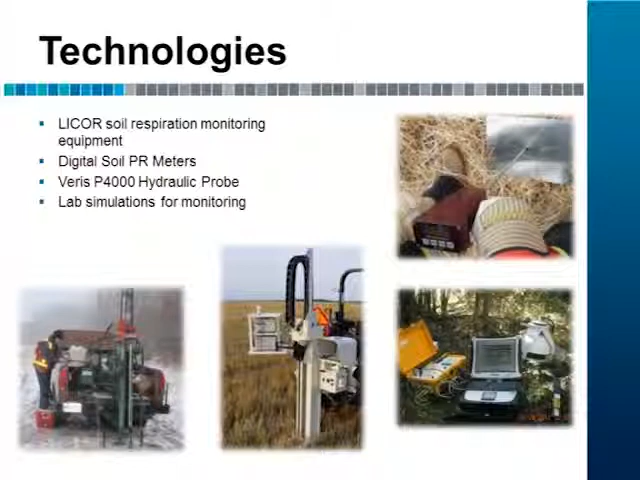 Technologies
LICOR soil respiration monitoring
equipment
Digital Soil PR Meters
Veris P4000 Hydraulic Probe
Lab simulations for monitoring